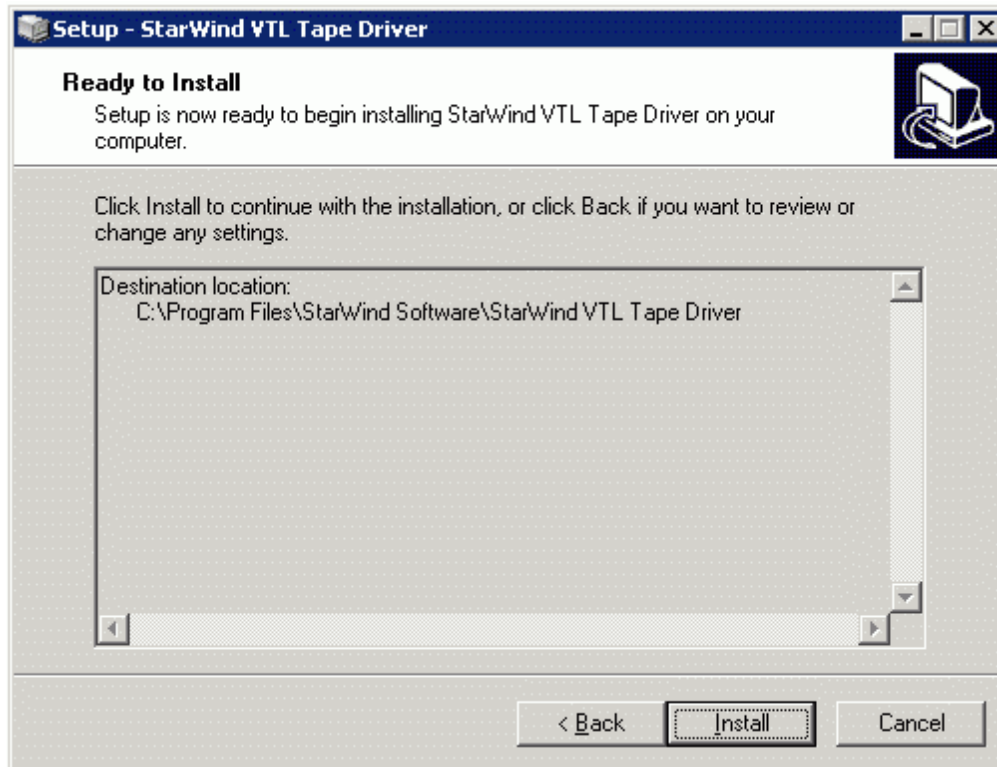 Setup - StarWind VTL Tape Driver
Ready to Install
Setup is now ready to begin installing StarWind VTL Tape Driver on your
computer.
Click Install to continue with the installation, or click Back if you want to review or
change any settings.
Destination location:
C:\Program Files\StarWind Software\StarWind VTL Tape Driver
< Back
Install
Cancel